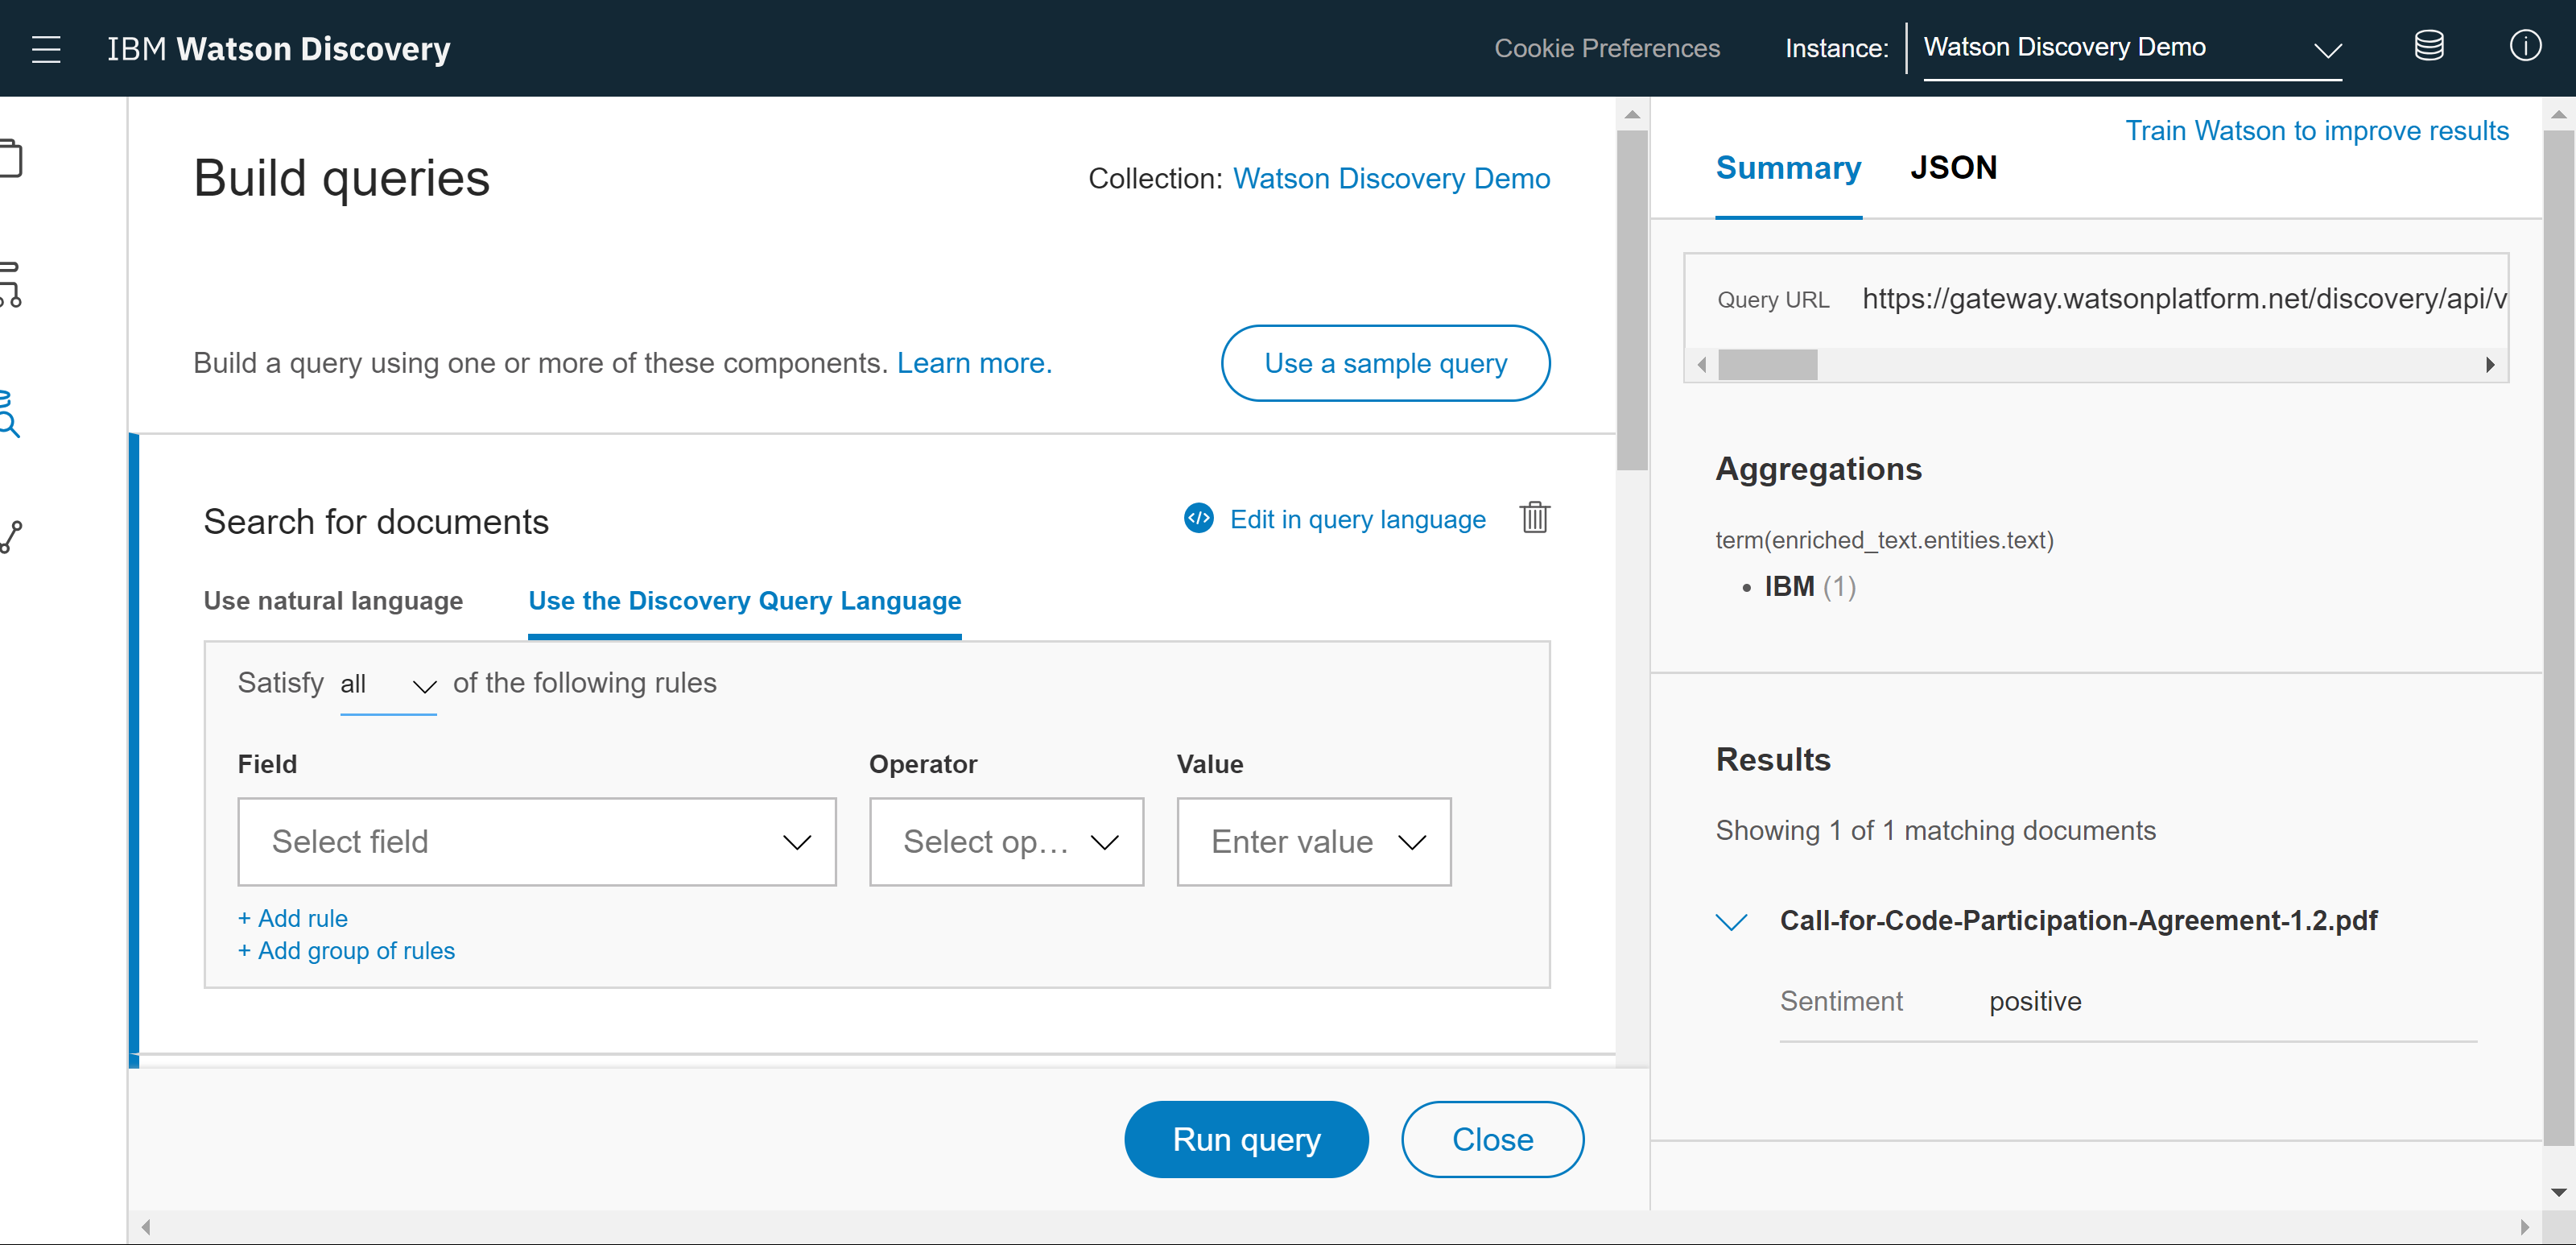 IBM Watson Discovery
Cookie Preferences
Instance:
Watson Discovery Demo
Build queries
Collection: Watson Discovery Demo
Build a query using one or more of these components. Learn more.
Use a sample query
Search for documents
Edit in query language
Use natural language
Use the Discovery Query Language
Satisfy all of the following rules
Field
Operator
Value
Select field
Select op...
Enter value
+ Add rule
+ Add group of rules
Run query
Close
Train Watson to improve results
Summary
JSON
Query URL
https://gateway.watsonplatform.net/discovery/api/v
Aggregations
term(enriched_text.entities.text)
• IBM (1)
Results
Showing 1 of 1 matching documents
Call-for-Code-Participation-Agreement-1.2.pdf
Sentiment
positive